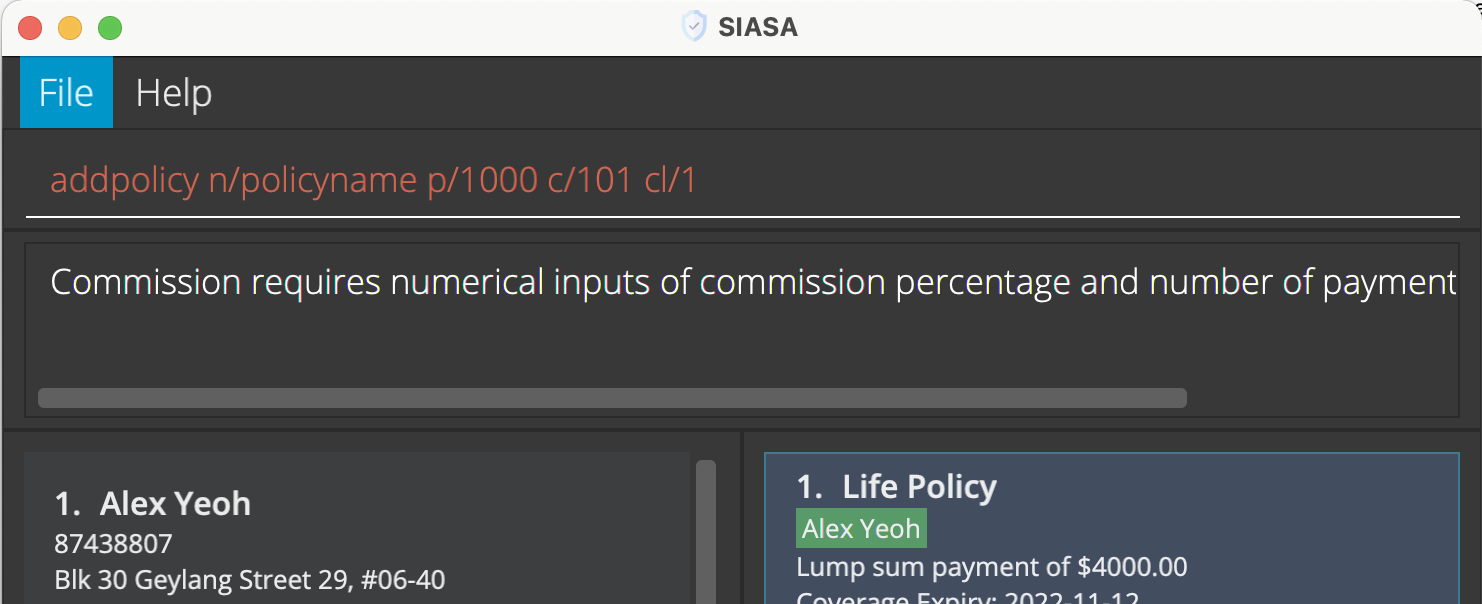 SIASA
File Help
addpolicy n/policyname p/1000 c/101 cl/1
Commission requires numerical inputs of commission percentage and number of payment
1. Alex Yeoh
87438807
Blk 30 Geylang Street 29, #06-40
1. Life Policy
Alex Yeoh
Lump sum payment of $4000.00
Coverage Expiry: 2022-11-12